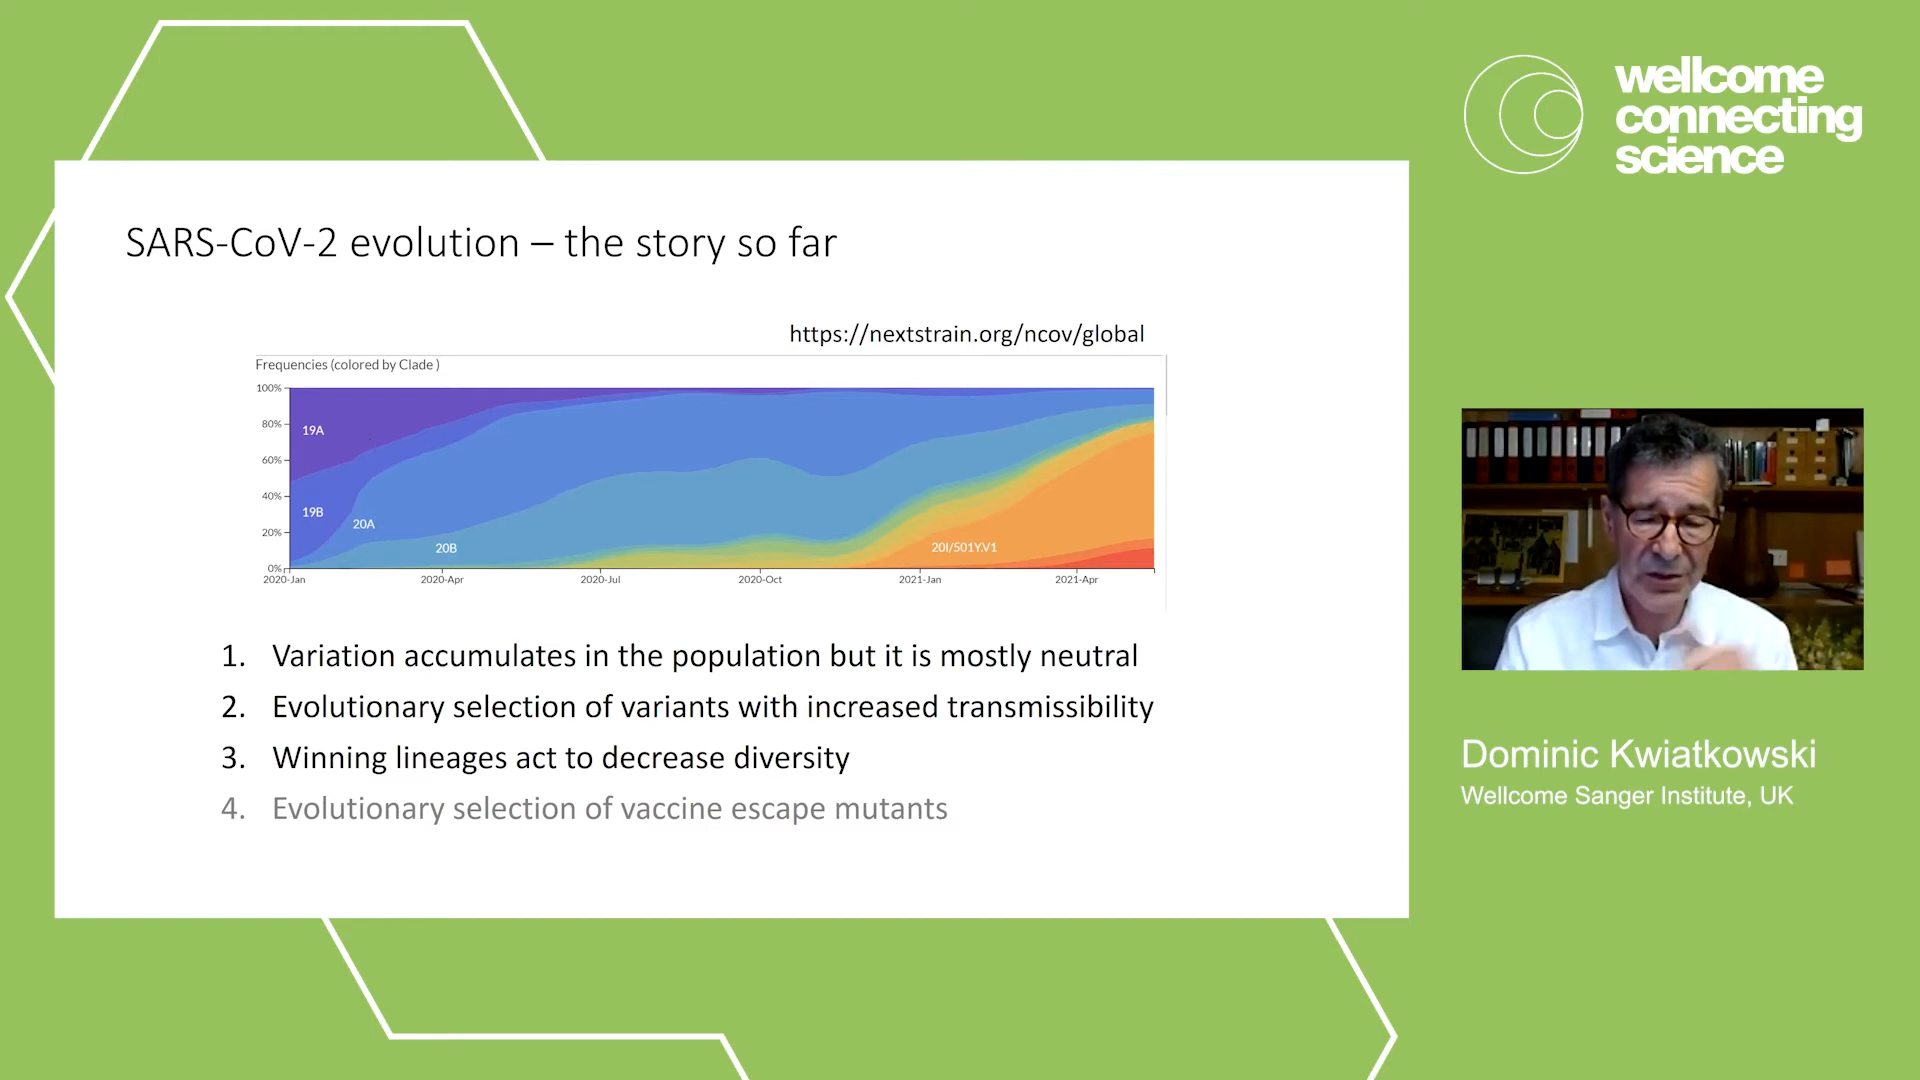 wellcome
connecting
science
SARS-CoV-2 evolution – the story so far
https://nextstrain.org/ncov/global
Frequencies (colored by Clade )
100%
80%
60%
40%
20%
0%
19A
19B
20A
20B
20I/501Y.V1
2020-Jan
2020-Apr
2020-Jul
2020-Oct
2021-Jan
2021-Apr
1. Variation accumulates in the population but it is mostly neutral
2. Evolutionary selection of variants with increased transmissibility
3. Winning lineages act to decrease diversity
4. Evolutionary selection of vaccine escape mutants
Dominic Kwiatkowski
Wellcome Sanger Institute, UK